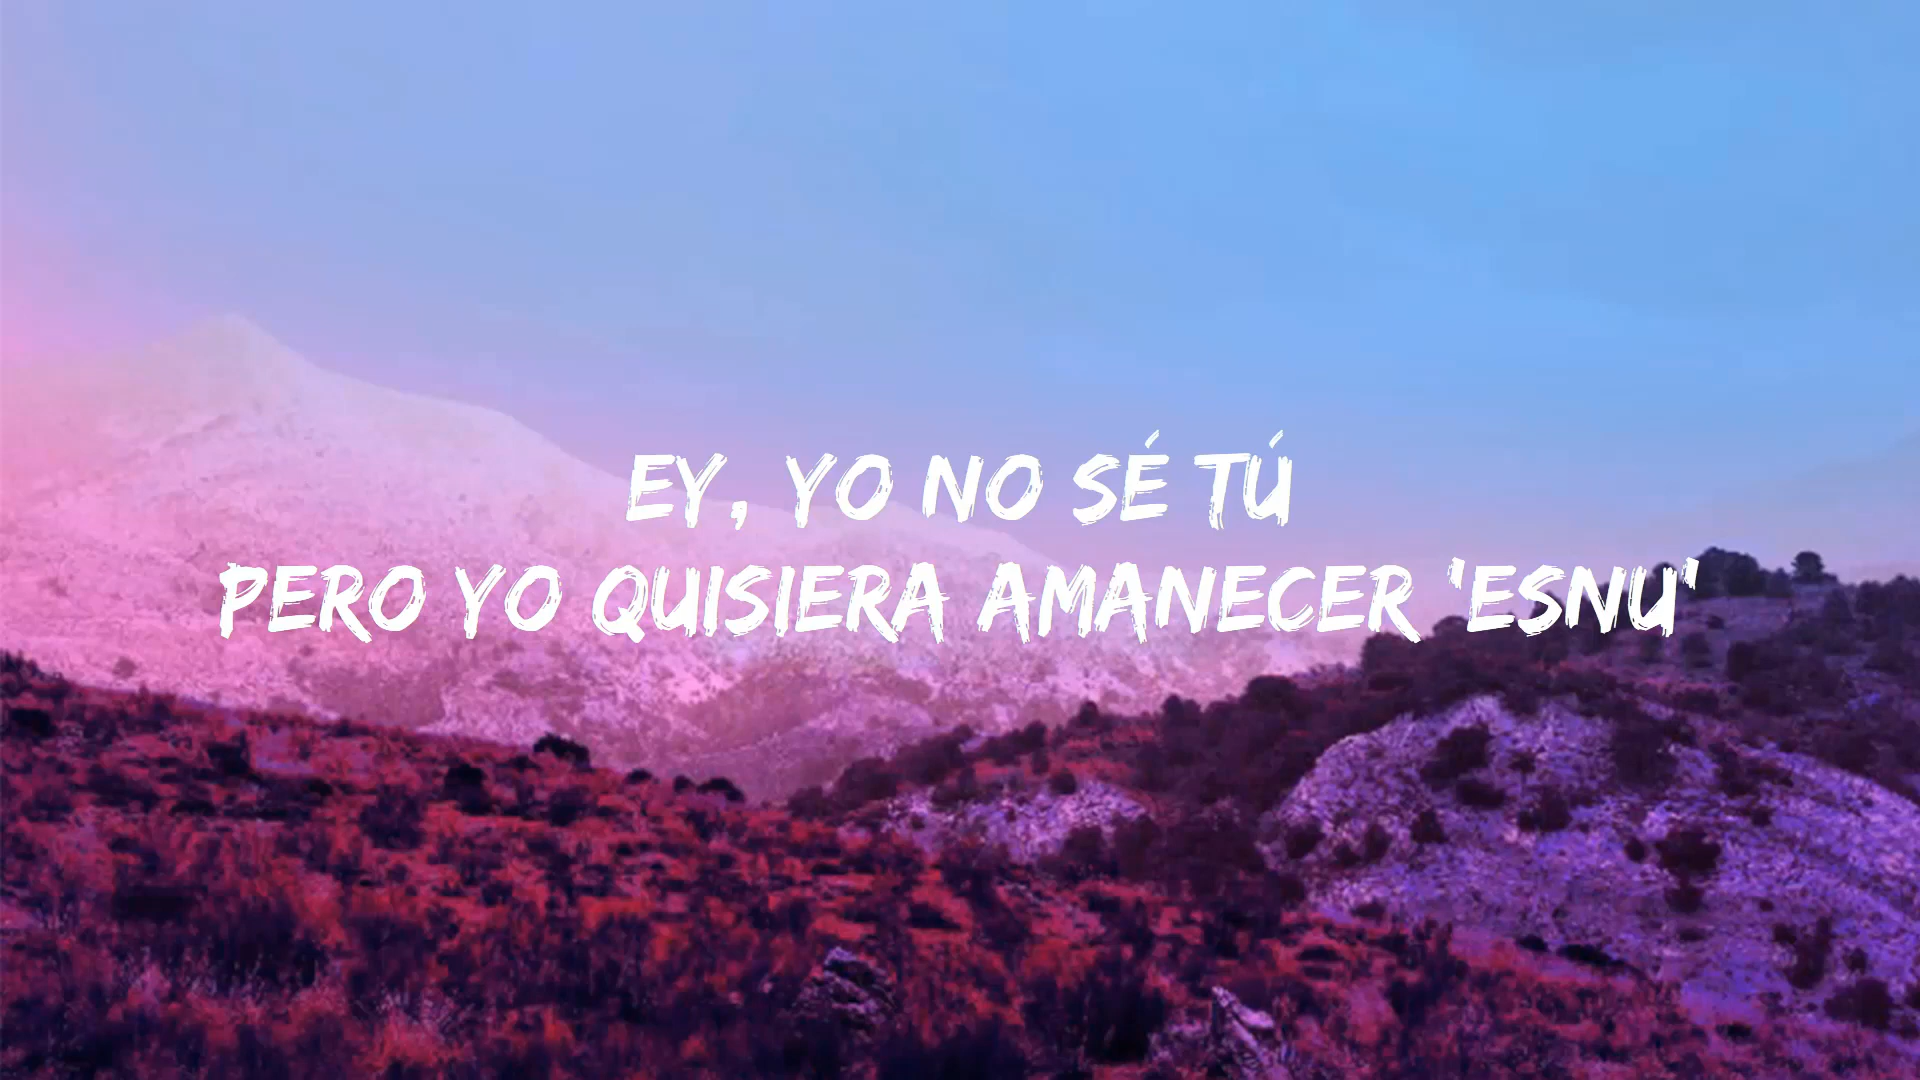 EY, YO NO SÉ TÚ
PERO YO QUISIERA AMANECER 'ESNU'